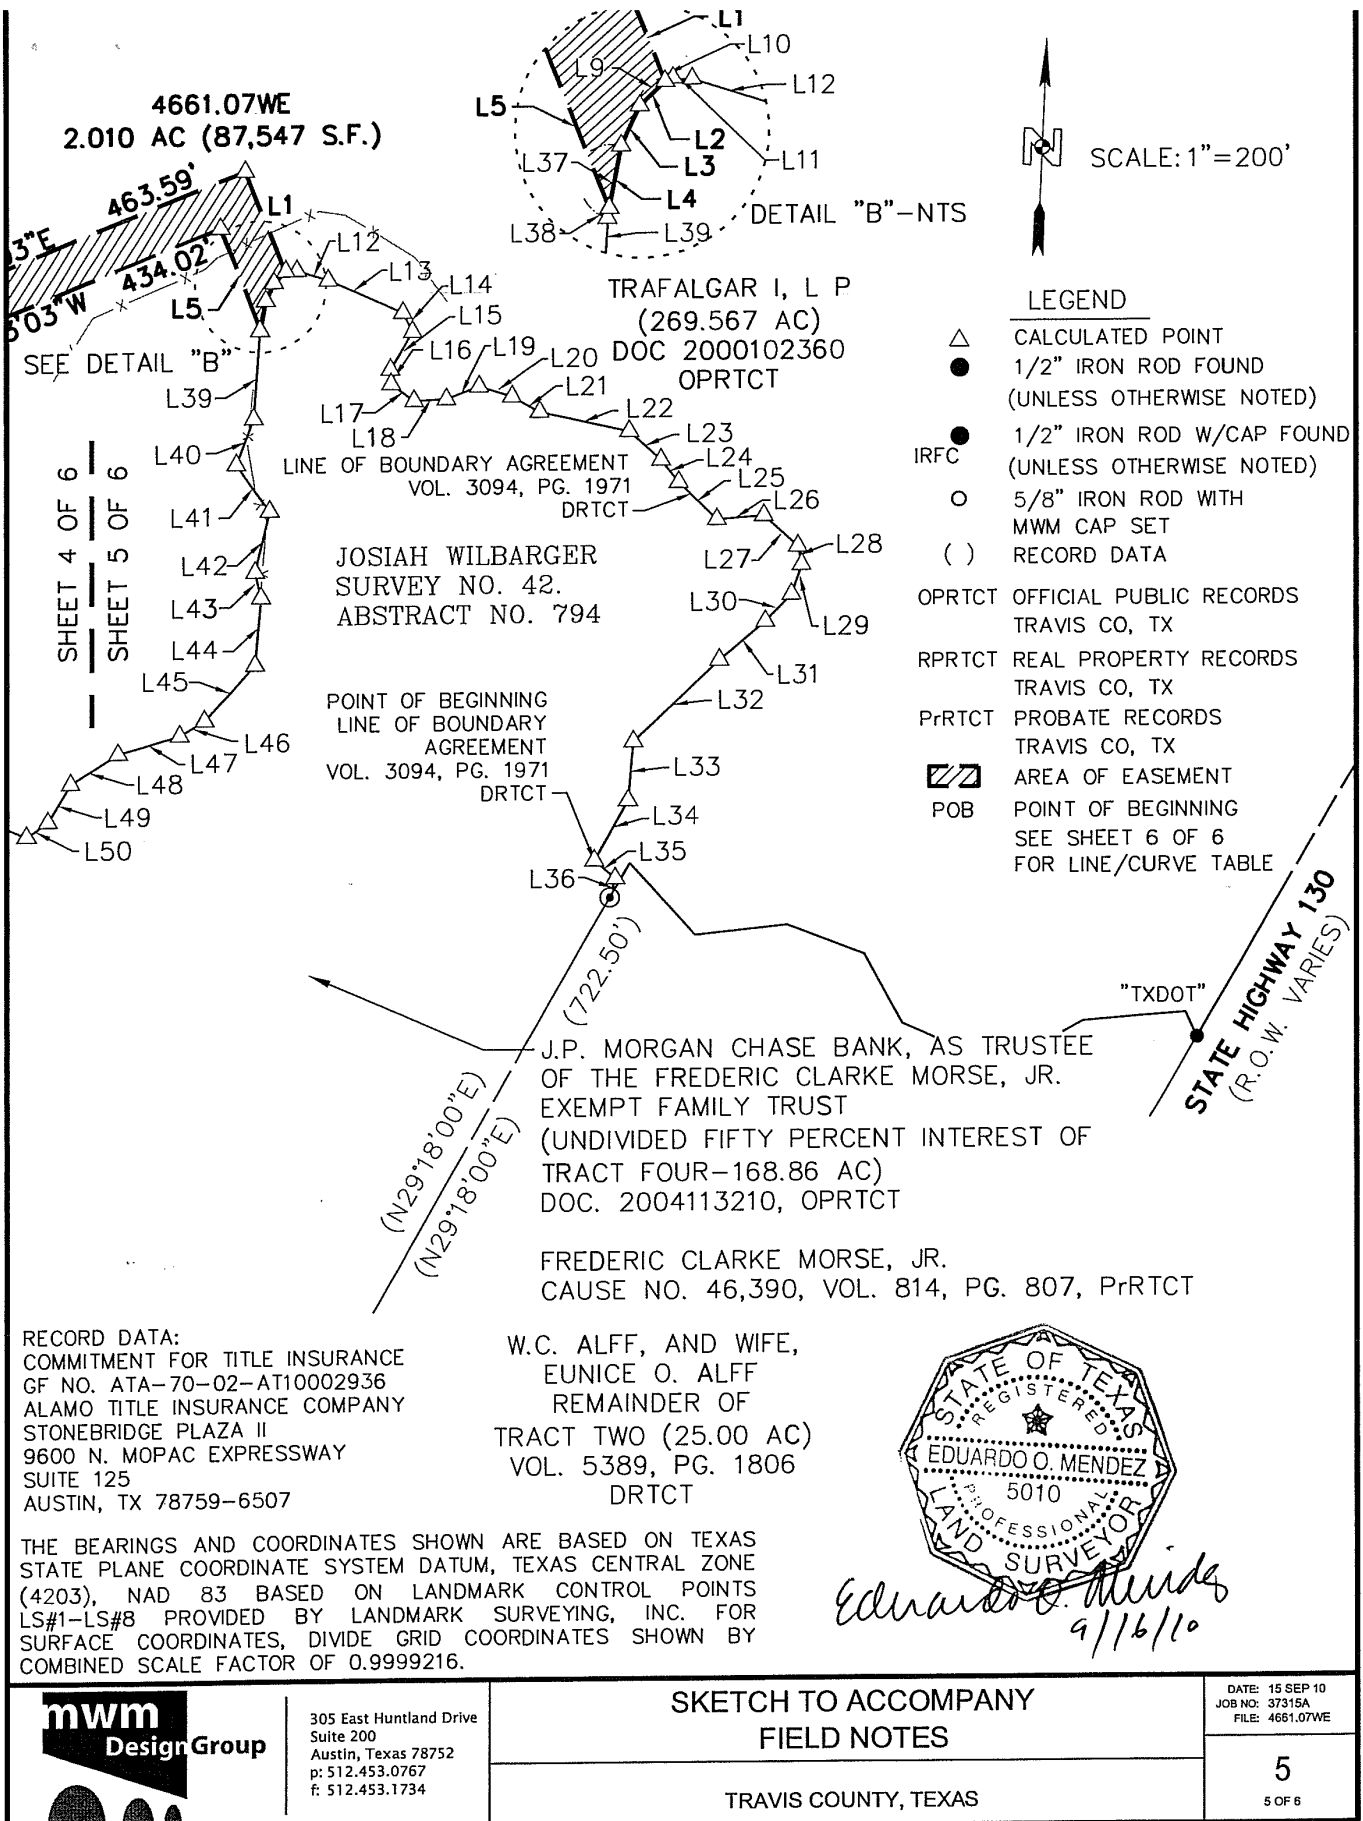 L1
L10
L9
L12
L5
L2
L37
L3
L11
L4
L38
L39
DETAIL "B"-NTS
4661.07WE
2.010 AC (87,547 S.F.)
463.59'
L1
3"E
434.02'
L12
L13
5'03"W
L5
L14
L15
SEE DETAIL "B"
L16
L19
L20
L39
L21
L17
L22
L18
L23
L40
L24
L25
L26
L41
L27
L28
L42
L30
L43
L29
L44
L31
L45
L32
L46
L47
L33
L48
L34
L49
L35
L50
L36
N
SCALE: 1"=200'
TRAFALGAR I, L P
(269.567 AC)
DOC 2000102360
OPRTCT
LINE OF BOUNDARY AGREEMENT
VOL. 3094, PG. 1971
DRTCT
SHEET 4 OF 6
SHEET 5 OF 6
JOSIAH WILBARGER
SURVEY NO. 42.
ABSTRACT NO. 794
POINT OF BEGINNING
LINE OF BOUNDARY
AGREEMENT
VOL. 3094, PG. 1971
DRTCT
LEGEND
CALCULATED POINT
1/2" IRON ROD FOUND
(UNLESS OTHERWISE NOTED)
1/2" IRON ROD W/CAP FOUND
IRFC (UNLESS OTHERWISE NOTED)
5/8" IRON ROD WITH
MWM CAP SET
( ) RECORD DATA
OPRTCT OFFICIAL PUBLIC RECORDS
TRAVIS CO, TX
RPRTCT REAL PROPERTY RECORDS
TRAVIS CO, TX
PrRTCT PROBATE RECORDS
TRAVIS CO, TX
AREA OF EASEMENT
POB POINT OF BEGINNING
SEE SHEET 6 OF 6
FOR LINE/CURVE TABLE
STATE HIGHWAY 130
(R.O.W. VARIES)
"TXDOT"
(722.50')
(N29°18'00"E)
(N29°18'00"E)
J.P. MORGAN CHASE BANK, AS TRUSTEE
OF THE FREDERIC CLARKE MORSE, JR.
EXEMPT FAMILY TRUST
(UNDIVIDED FIFTY PERCENT INTEREST OF
TRACT FOUR-168.86 AC)
DOC. 2004113210, OPRTCT
FREDERIC CLARKE MORSE, JR.
CAUSE NO. 46,390, VOL. 814, PG. 807, PrRTCT
RECORD DATA:
COMMITMENT FOR TITLE INSURANCE
GF NO. ATA-70-02-AT10002936
ALAMO TITLE INSURANCE COMPANY
STONEBRIDGE PLAZA II
9600 N. MOPAC EXPRESSWAY
SUITE 125
AUSTIN, TX 78759-6507
W.C. ALFF, AND WIFE,
EUNICE O. ALFF
REMAINDER OF
TRACT TWO (25.00 AC)
VOL. 5389, PG. 1806
DRTCT
STATE OF TEXAS
REGISTERED
EDUARDO O. MENDEZ
5010
PROFESSIONAL
LAND SURVEYOR
Eduardo O. Mendez
9/16/10
THE BEARINGS AND COORDINATES SHOWN ARE BASED ON TEXAS
STATE PLANE COORDINATE SYSTEM DATUM, TEXAS CENTRAL ZONE
(4203), NAD 83 BASED ON LANDMARK CONTROL POINTS
LS#1-LS#8 PROVIDED BY LANDMARK SURVEYING, INC. FOR
SURFACE COORDINATES, DIVIDE GRID COORDINATES SHOWN BY
COMBINED SCALE FACTOR OF 0.9999216.
mwm
DesignGroup
305 East Huntland Drive
Suite 200
Austin, Texas 78752
p: 512.453.0767
f: 512.453.1734
SKETCH TO ACCOMPANY
FIELD NOTES
TRAVIS COUNTY, TEXAS
DATE: 15 SEP 10
JOB NO: 37315A
FILE: 4661.07WE
5
5 OF 6